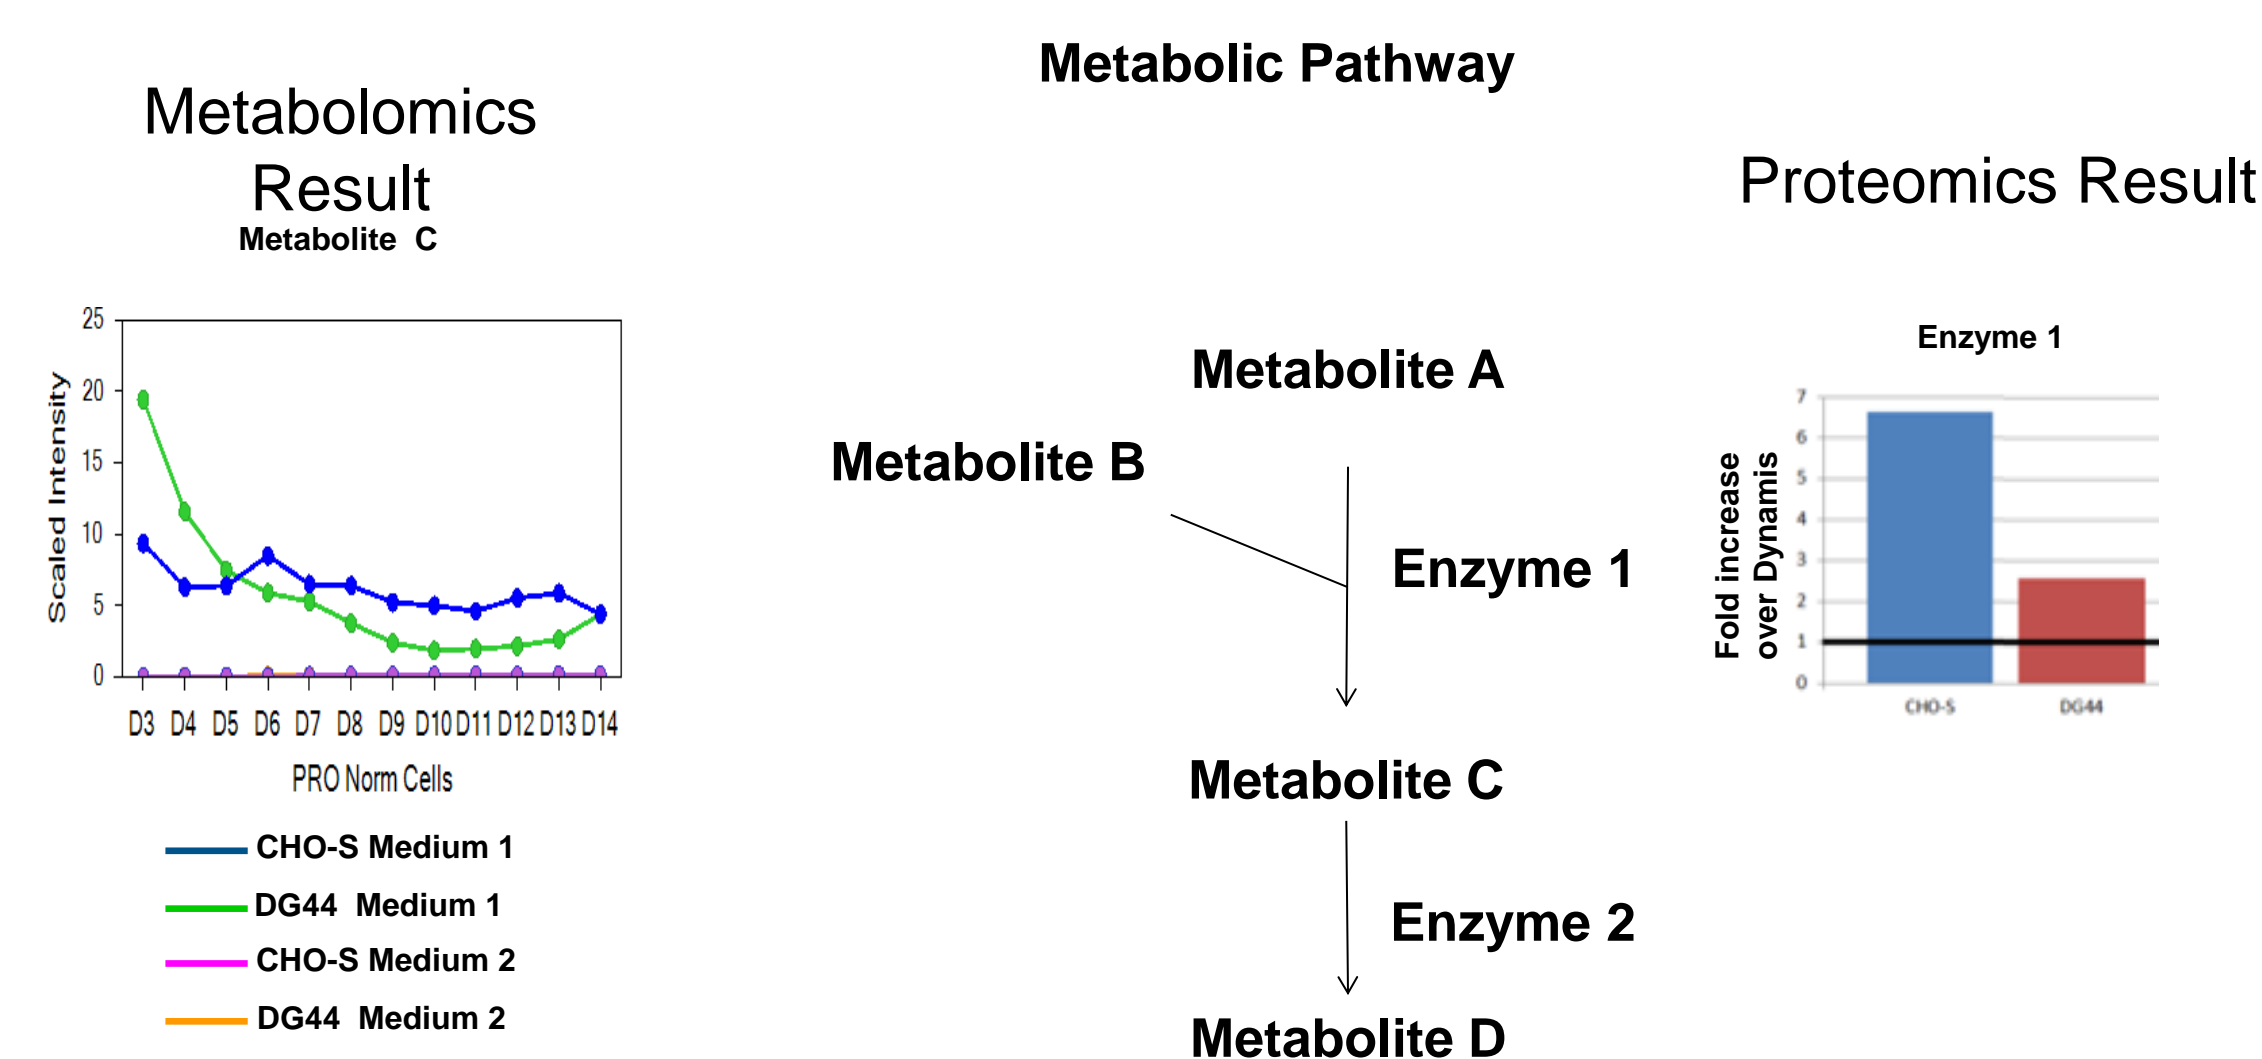 Metabolic Pathway
Metabolomics
Result
Metabolite C
25
20
15
10
5
0
Scaled Intensity
D3 D4 D5 D6 D7 D8 D9 D10 D11 D12 D13 D14
PRO Norm Cells
CHO-S Medium 1
DG44 Medium 1
CHO-S Medium 2
DG44 Medium 2
Metabolite A
Metabolite B
Enzyme 1
Metabolite C
Enzyme 2
Metabolite D
Proteomics Result
Enzyme 1
Fold increase
over Dynamis
7
6
5
4
3
2
1
0
CHO-S DG44